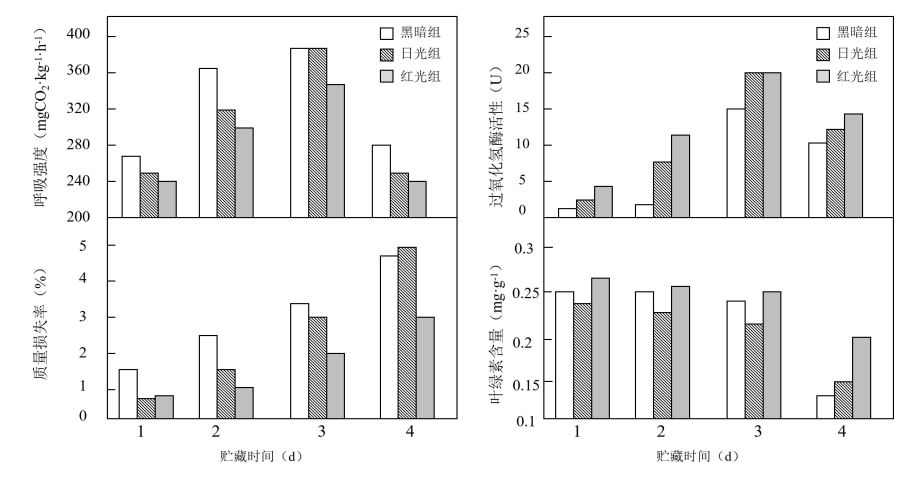 呼吸强度（mgCO₂·kg⁻¹·h⁻¹）
400
360
320
280
240
200
黑暗组
日光组
红光组
质量损失率（%）
5
4
3
2
1
0
1 2 3 4
贮藏时间（d）
过氧化氢酶活性（U）
25
20
15
10
5
0
黑暗组
日光组
红光组
叶绿素含量（mg·g⁻¹）
0.3
0.25
0.2
0.15
0.1
1 2 3 4
贮藏时间（d）